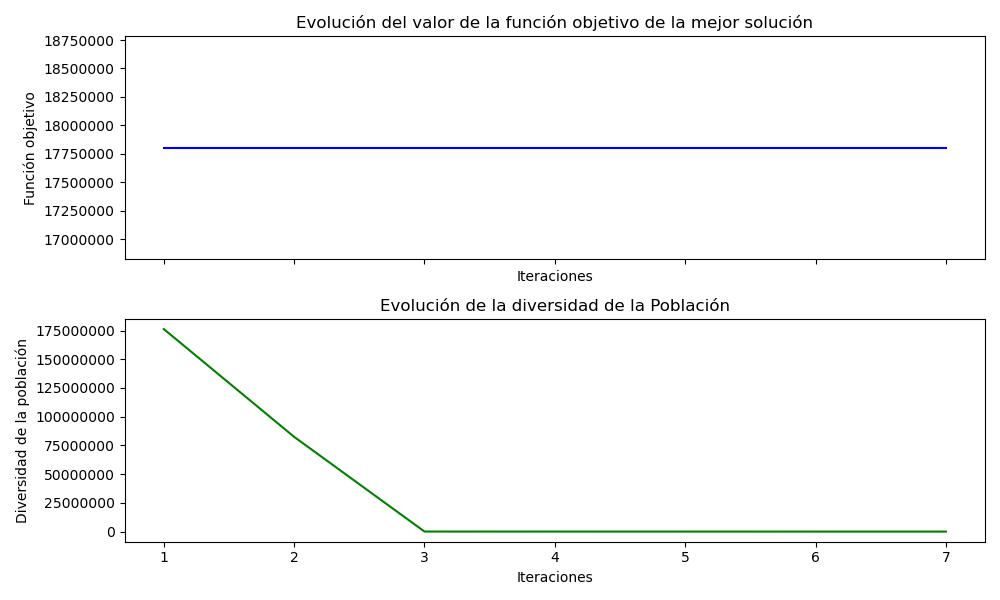 Evolución del valor de la función objetivo de la mejor solución
18750000
18500000
18250000
18000000
17750000
17500000
17250000
17000000
Función objetivo
Iteraciones
Evolución de la diversidad de la Población
175000000
150000000
125000000
100000000
75000000
50000000
25000000
0
Diversidad de la población
1 2 3 4 5 6 7
Iteraciones